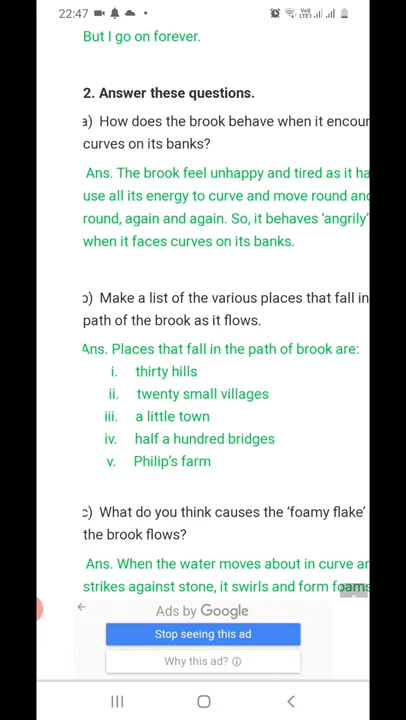 22:47
Vo)
LTE1
But I go on forever.
2. Answer these questions.
a) How does the brook behave when it encour
curves on its banks?
Ans. The brook feel unhappy and tired as it ha
use all its energy to curve and move round and
round, again and again. So, it behaves 'angrily'
when it faces curves on its banks.
b) Make a list of the various places that fall in
path of the brook as it flows.
Ans. Places that fall in the path of brook are:
i. thirty hills
ii. twenty small villages
iii. a little town
iv. half a hundred bridges
v. Philip's farm
c) What do you think causes the 'foamy flake'
the brook flows?
Ans. When the water moves about in curve ar
strikes against stone, it swirls and form foams
Ads by Google
Stop seeing this ad
Why this ad?